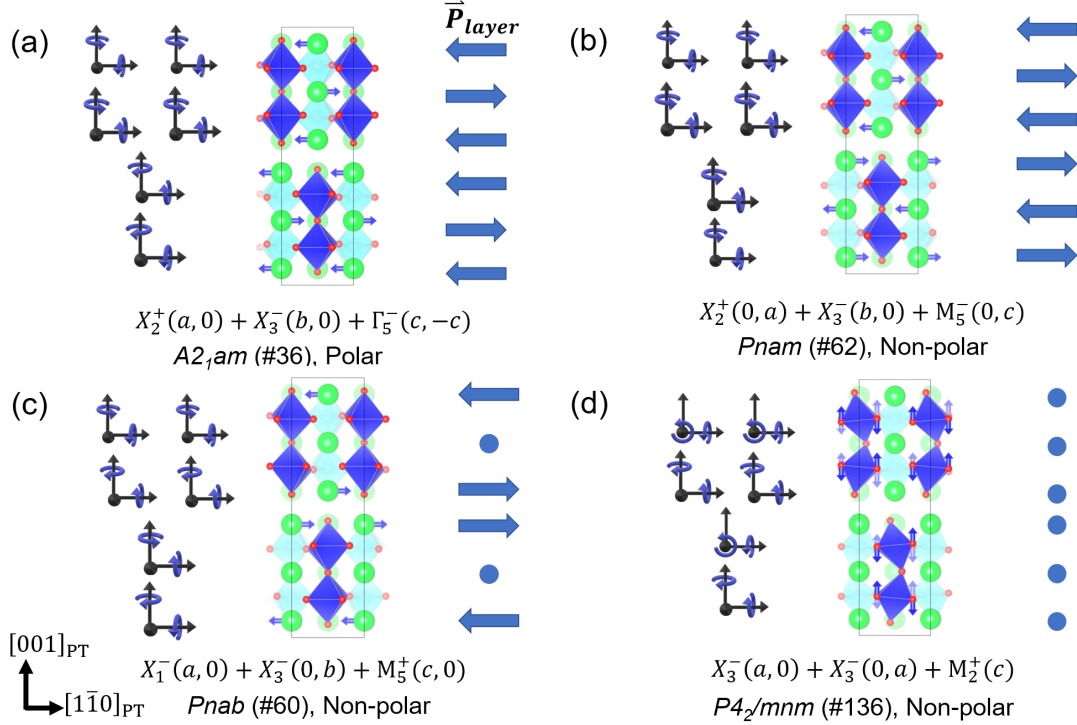 (a)
P⃗layer
X₂⁺(a, 0) + X₃⁻(b, 0) + Γ₅⁻(c, −c)
A2₁am (#36), Polar
(b)
X₂⁺(0, a) + X₃⁻(b, 0) + M₅⁻(0, c)
Pnam (#62), Non-polar
(c)
X₁⁻(a, 0) + X₃⁻(0, b) + M₅⁺(c, 0)
Pnab (#60), Non-polar
(d)
X₃⁻(a, 0) + X₃⁻(0, a) + M₂⁺(c)
P4₂/mnm (#136), Non-polar
[001]PT
[11̄0]PT